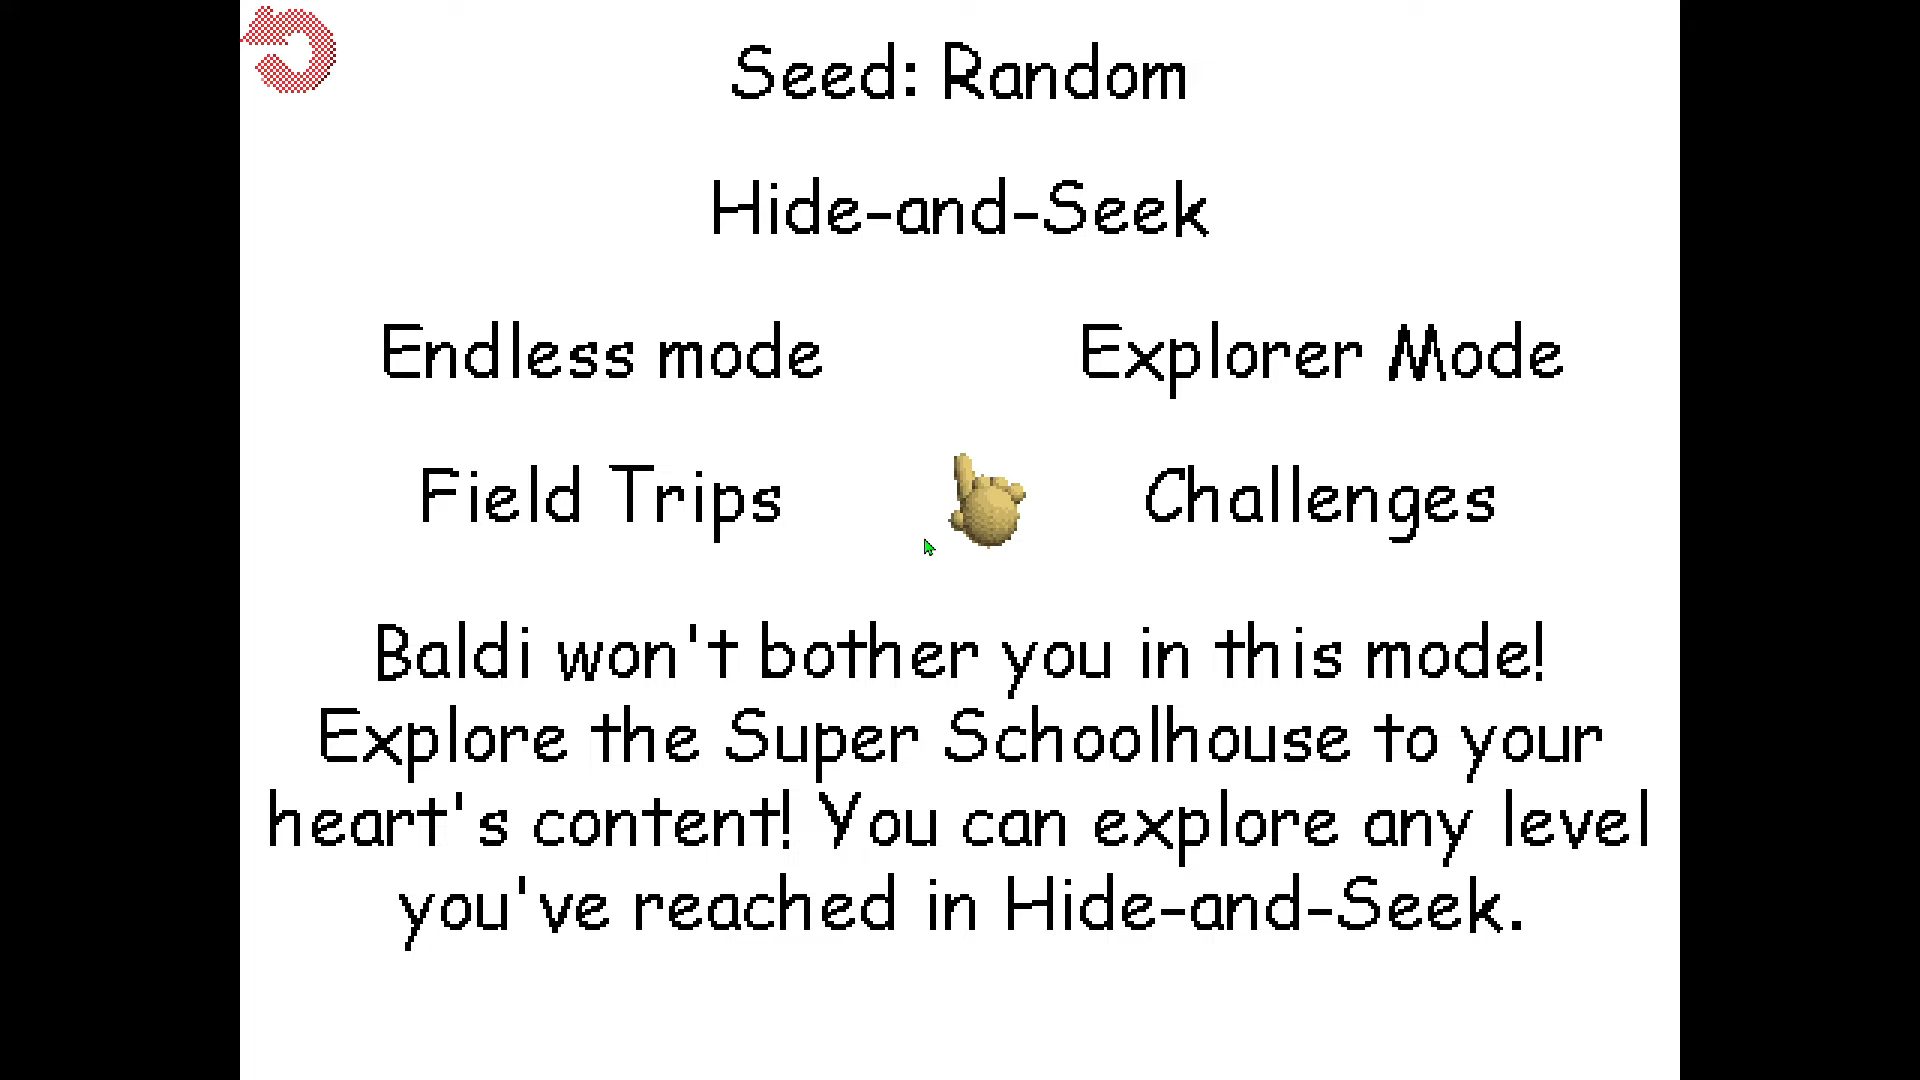 Seed: Random
Hide-and-Seek
Endless mode
Explorer Mode
Field Trips
Challenges
Baldi won't bother you in this mode!
Explore the Super Schoolhouse to your
heart's content! You can explore any level
you've reached in Hide-and-Seek.